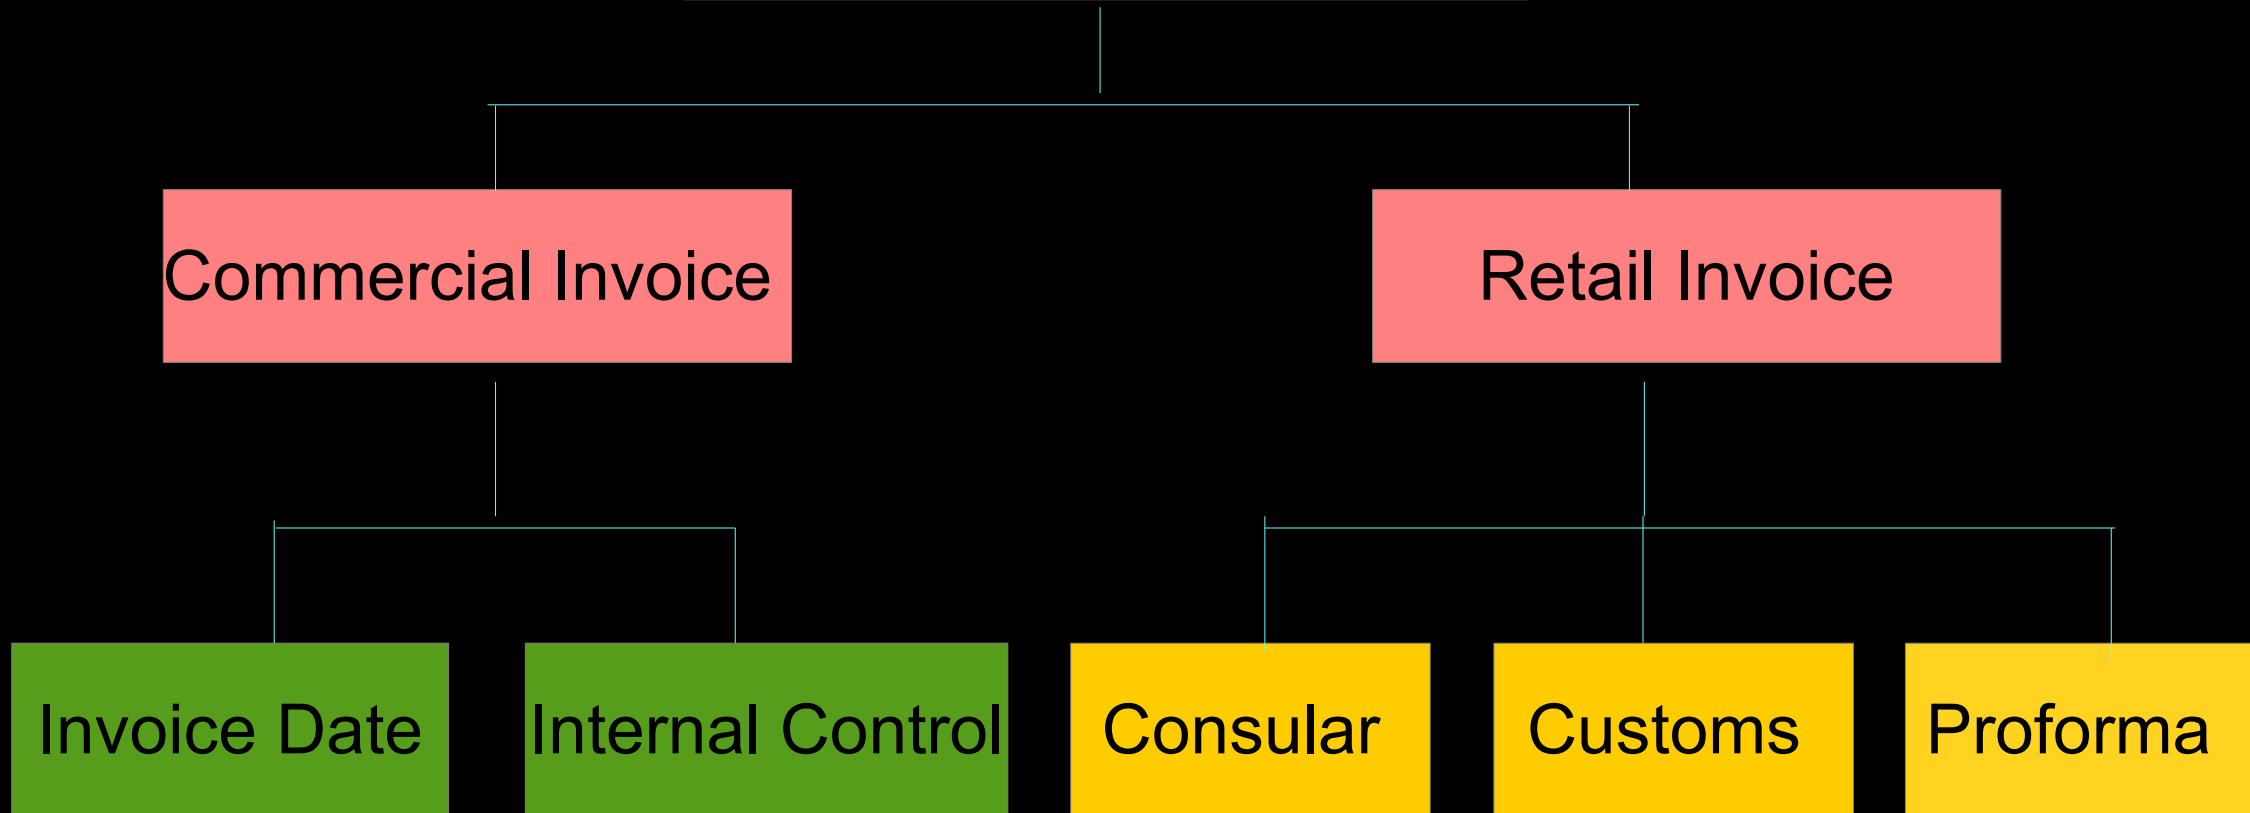 Commercial Invoice
Retail Invoice
Invoice Date
Internal Control
Consular
Customs
Proforma